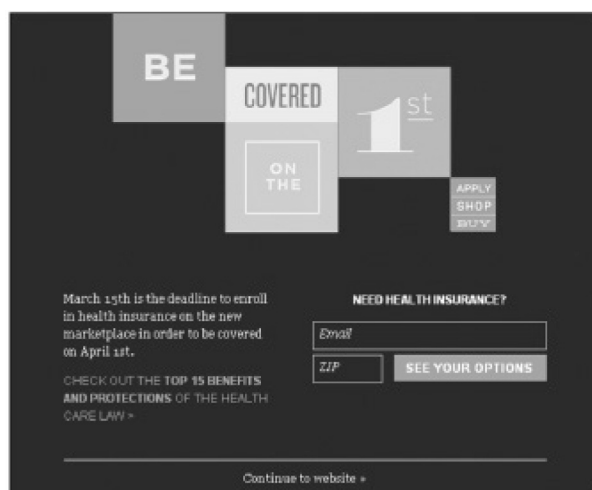 BE
COVERED
ON
THE
1st
APPLY
SHOP
BUY
March 15th is the deadline to enroll
in health insurance on the new
marketplace in order to be covered
on April 1st.
CHECK OUT THE TOP 15 BENEFITS
AND PROTECTIONS OF THE HEALTH
CARE LAW »
NEED HEALTH INSURANCE?
Email
ZIP
SEE YOUR OPTIONS
Continue to website »